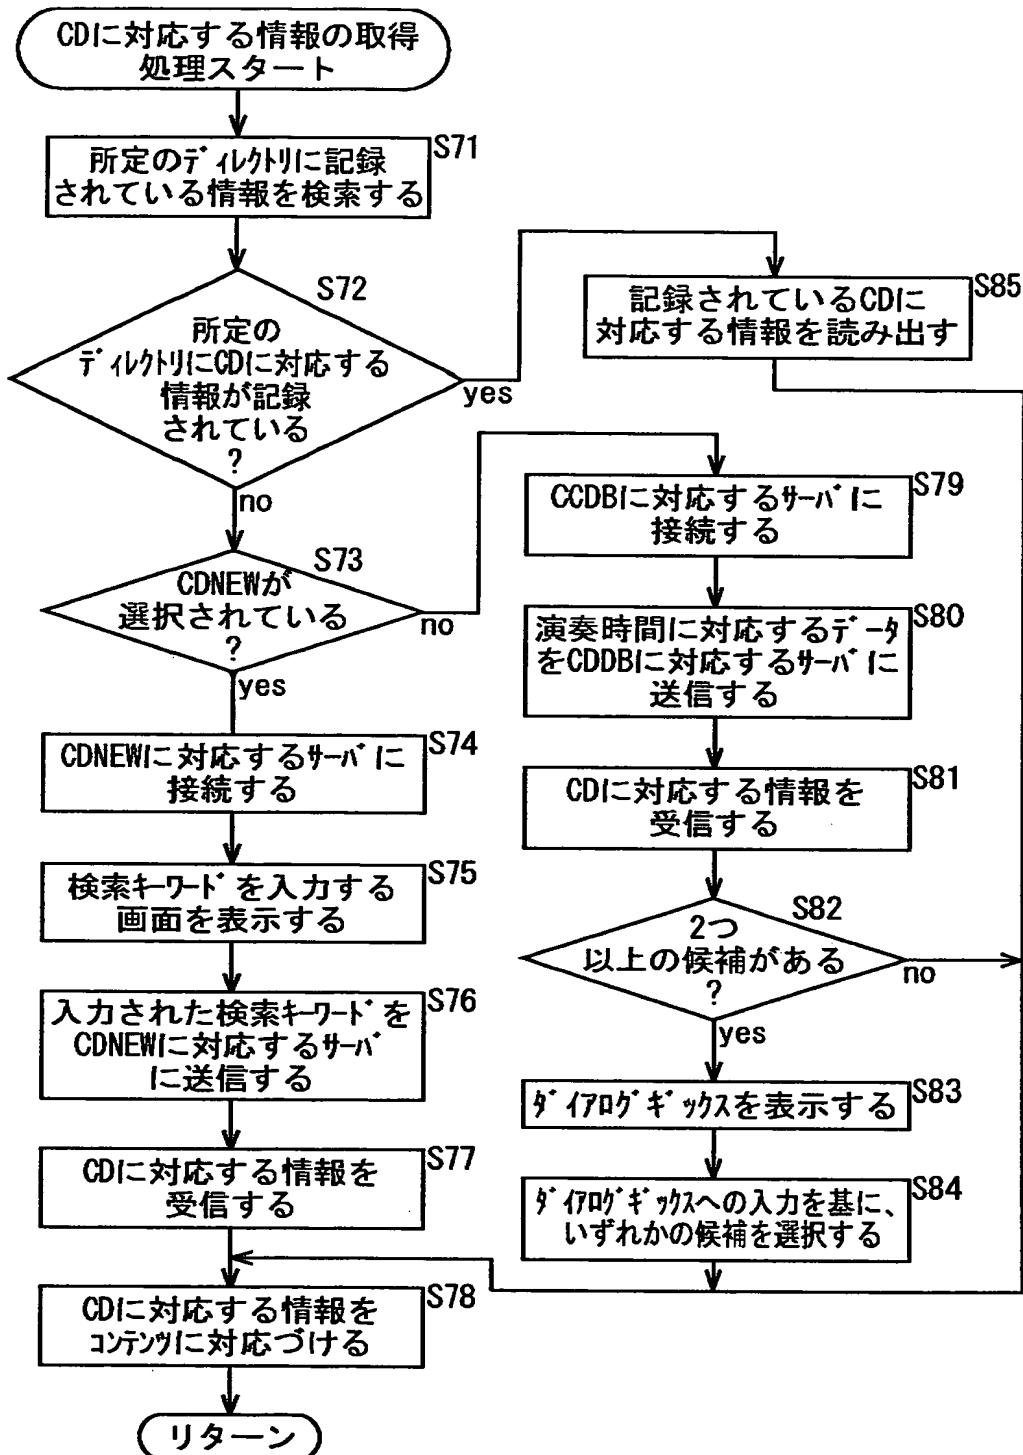 CDに対応する情報の取得
処理スタート
S71
所定のディレクトリに記録
されている情報を検索する
S72
所定の
ディレクトリにCDに対応する
情報が記録
されている
?
yes
no
S85
記録されているCDに
対応する情報を読み出す
S73
CDNEWが
選択されている
?
no
yes
S74
CDNEWに対応するサーバに
接続する
S75
検索キーワードを入力する
画面を表示する
S76
入力された検索キーワードを
CDNEWに対応するサーバ
に送信する
S77
CDに対応する情報を
受信する
S79
CCDBに対応するサーバに
接続する
S80
演奏時間に対応するデータ
をCDDBに対応するサーバに
送信する
S81
CDに対応する情報を
受信する
S82
2つ
以上の候補がある
?
no
yes
S83
ダイアログギックスを表示する
S84
ダイアログギックスへの入力を基に、
いずれかの候補を選択する
S78
CDに対応する情報を
コンテンツに対応づける
リターン